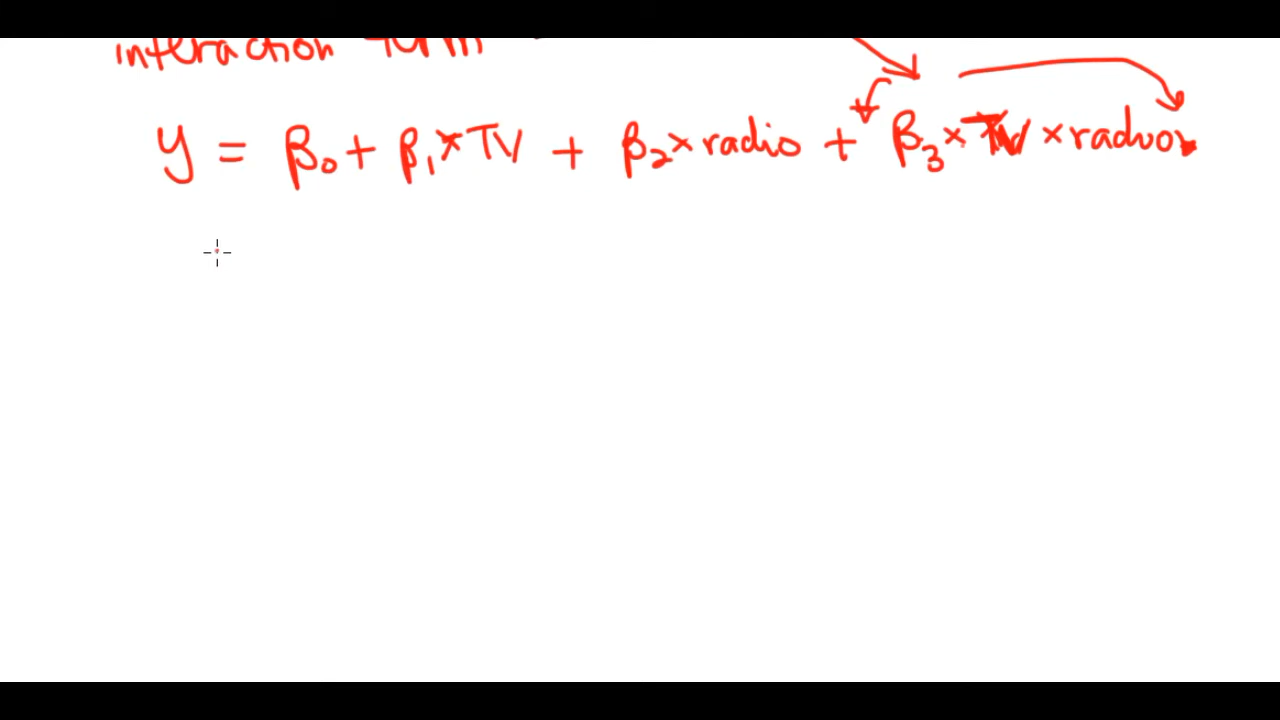 interaction term
y = β₀ + β₁ × TV + β₂ × radio + β₃ × TV × radio